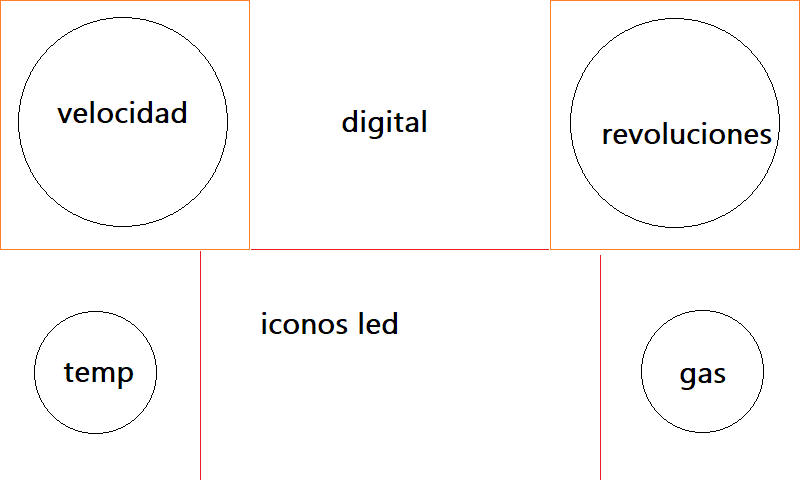 velocidad
digital
revoluciones
iconos led
temp
gas